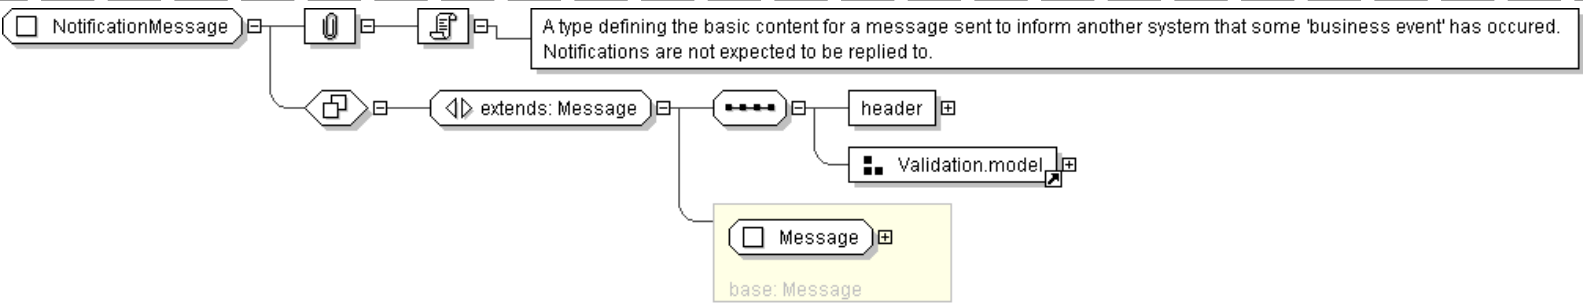 NotificationMessage
A type defining the basic content for a message sent to inform another system that some 'business event' has occured.
Notifications are not expected to be replied to.
extends: Message
header
Validation.model
Message
base: Message